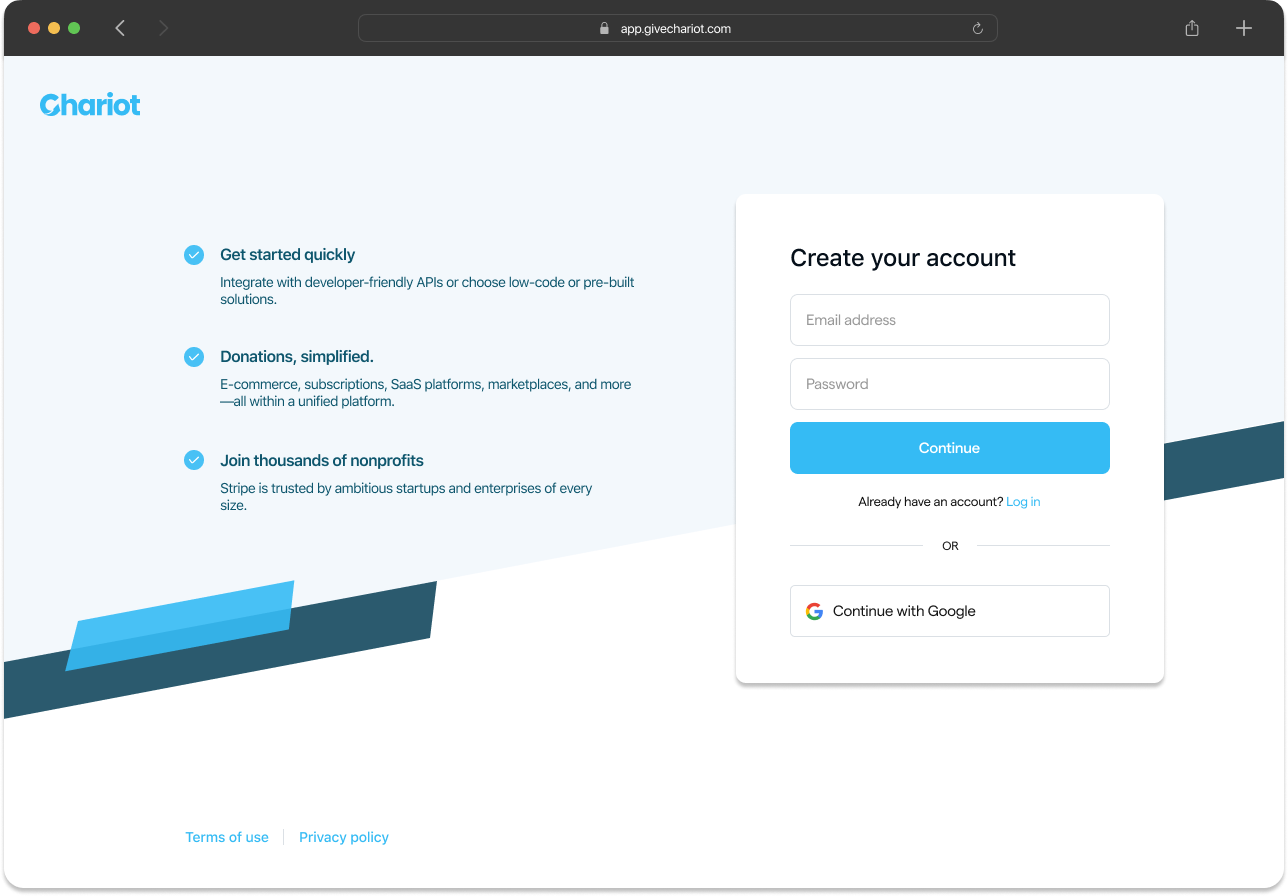 app.givechariot.com
Chariot
Get started quickly
Integrate with developer-friendly APIs or choose low-code or pre-built
solutions.
Donations, simplified.
E-commerce, subscriptions, SaaS platforms, marketplaces, and more
—all within a unified platform.
Join thousands of nonprofits
Stripe is trusted by ambitious startups and enterprises of every
size.
Create your account
Email address
Password
Continue
Already have an account? Log in
OR
Continue with Google
Terms of use
Privacy policy